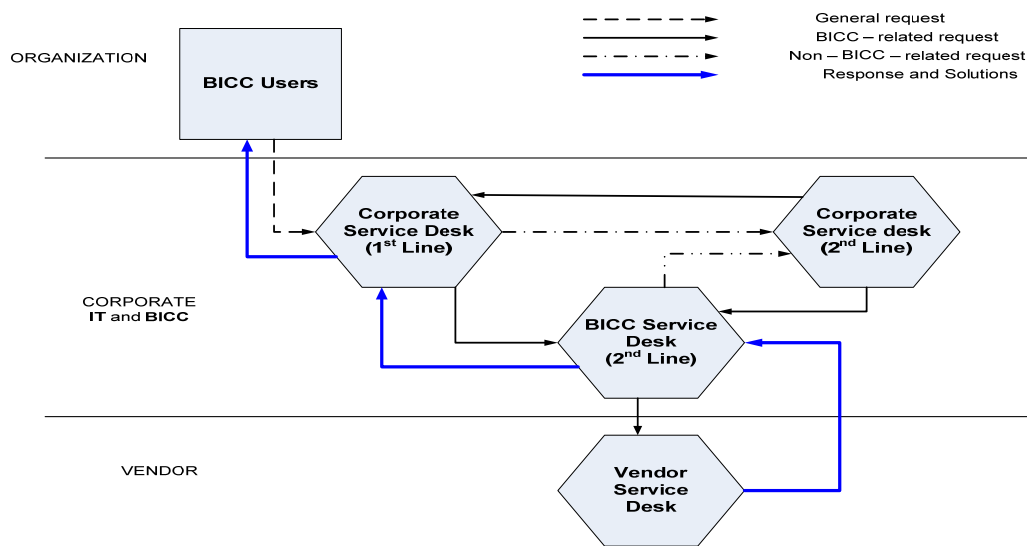 General request
BICC – related request
Non – BICC – related request
Response and Solutions
ORGANIZATION
BICC Users
Corporate
Service Desk
(1st Line)
Corporate
Service desk
(2nd Line)
CORPORATE
IT and BICC
BICC Service
Desk
(2nd Line)
VENDOR
Vendor
Service
Desk